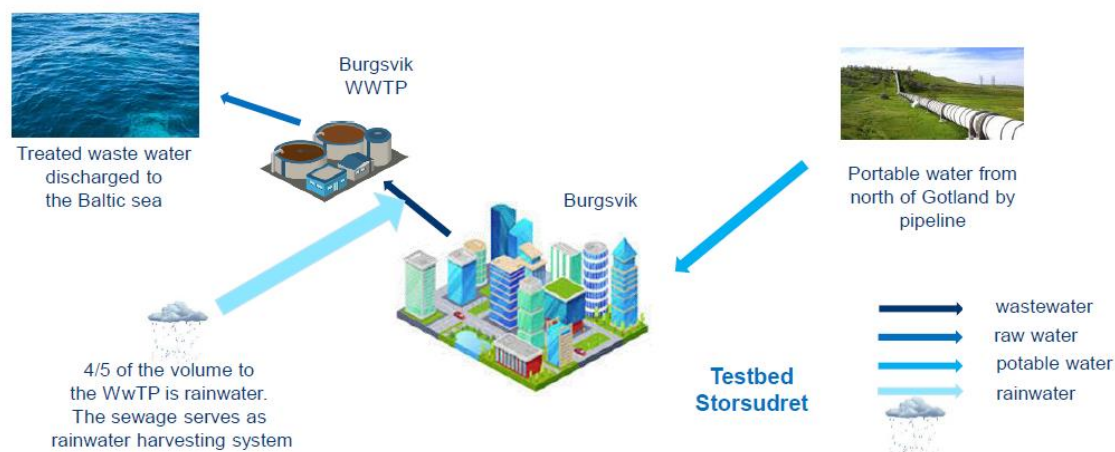 Burgsvik
WWTP
Treated waste water
discharged to
the Baltic sea
Burgsvik
Portable water from
north of Gotland by
pipeline
4/5 of the volume to
the WwTP is rainwater.
The sewage serves as
rainwater harvesting system
Testbed
Storsudret
wastewater
raw water
potable water
rainwater